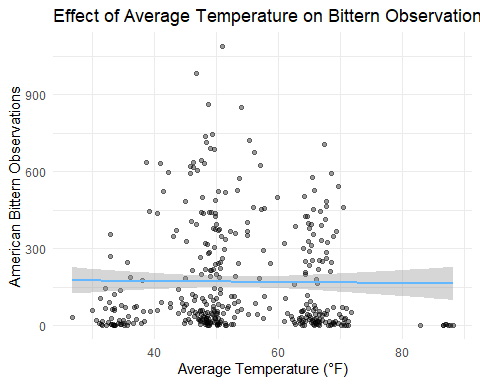 Effect of Average Temperature on Bittern Observation
900
600
300
0
American Bittern Observations
40 60 80
Average Temperature (°F)